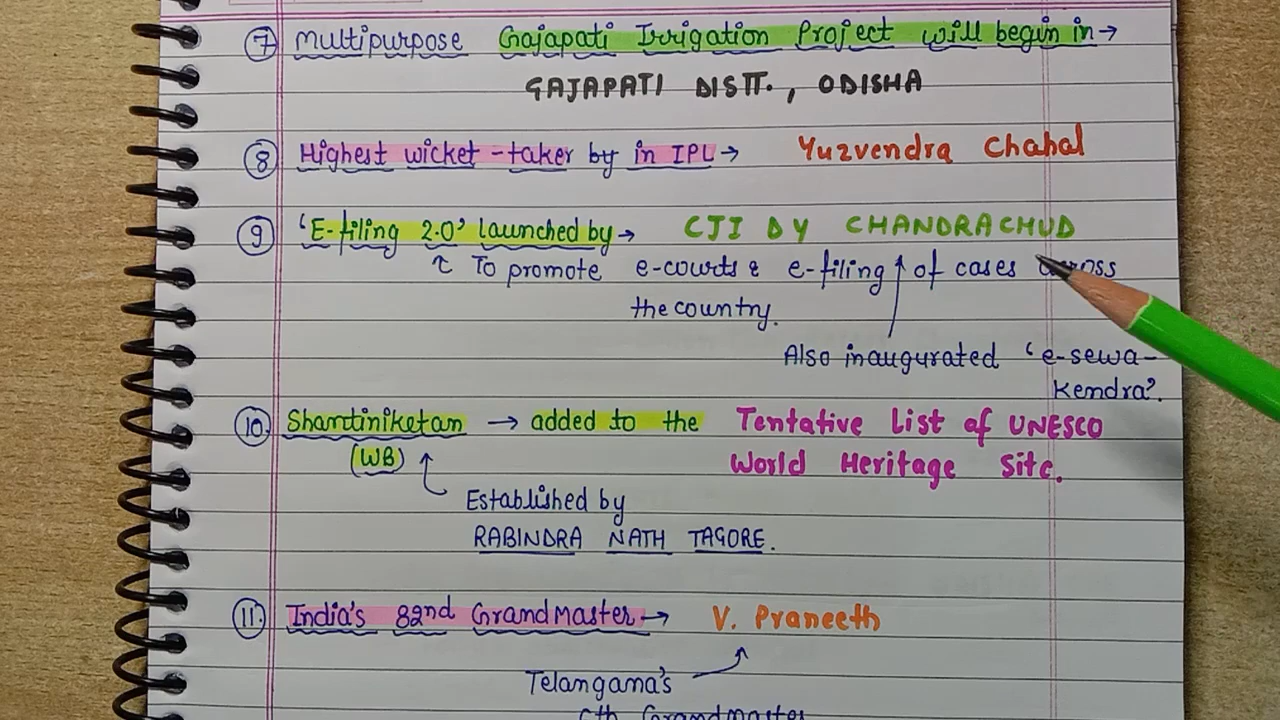 7 Multipurpose Gajapati Irrigation Project will begin in →
GAJAPATI DISTT., ODISHA
8 Highest wicket-taker by in IPL → Yuzvendra Chahal
9 'E-filing 2.0' launched by → CJI DY CHANDRACHUD
To promote e-courts & e-filing of cases across
the country.
Also inaugurated 'e-sewa-
Kendra'.
10. Shantiniketan → added to the Tentative List of UNESCO
(WB) World Heritage Site.
Established by
RABINDRA NATH TAGORE.
11. India's 82nd GrandMaster → V. Praneeth
Telangana's
Grandmaster